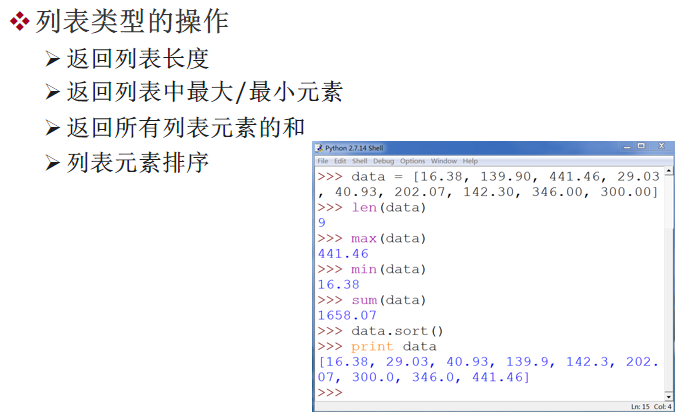 ❖列表类型的操作
➢返回列表长度
➢返回列表中最大/最小元素
➢返回所有列表元素的和
➢列表元素排序
Python 2.7.14 Shell
File Edit Shell Debug Options Window Help
>>> data = [16.38, 139.90, 441.46, 29.03
, 40.93, 202.07, 142.30, 346.00, 300.00]
>>> len(data)
9
>>> max(data)
441.46
>>> min(data)
16.38
>>> sum(data)
1658.07
>>> data.sort()
>>> print data
[16.38, 29.03, 40.93, 139.9, 142.3, 202.
07, 300.0, 346.0, 441.46]
>>>
Ln: 15 Col: 4